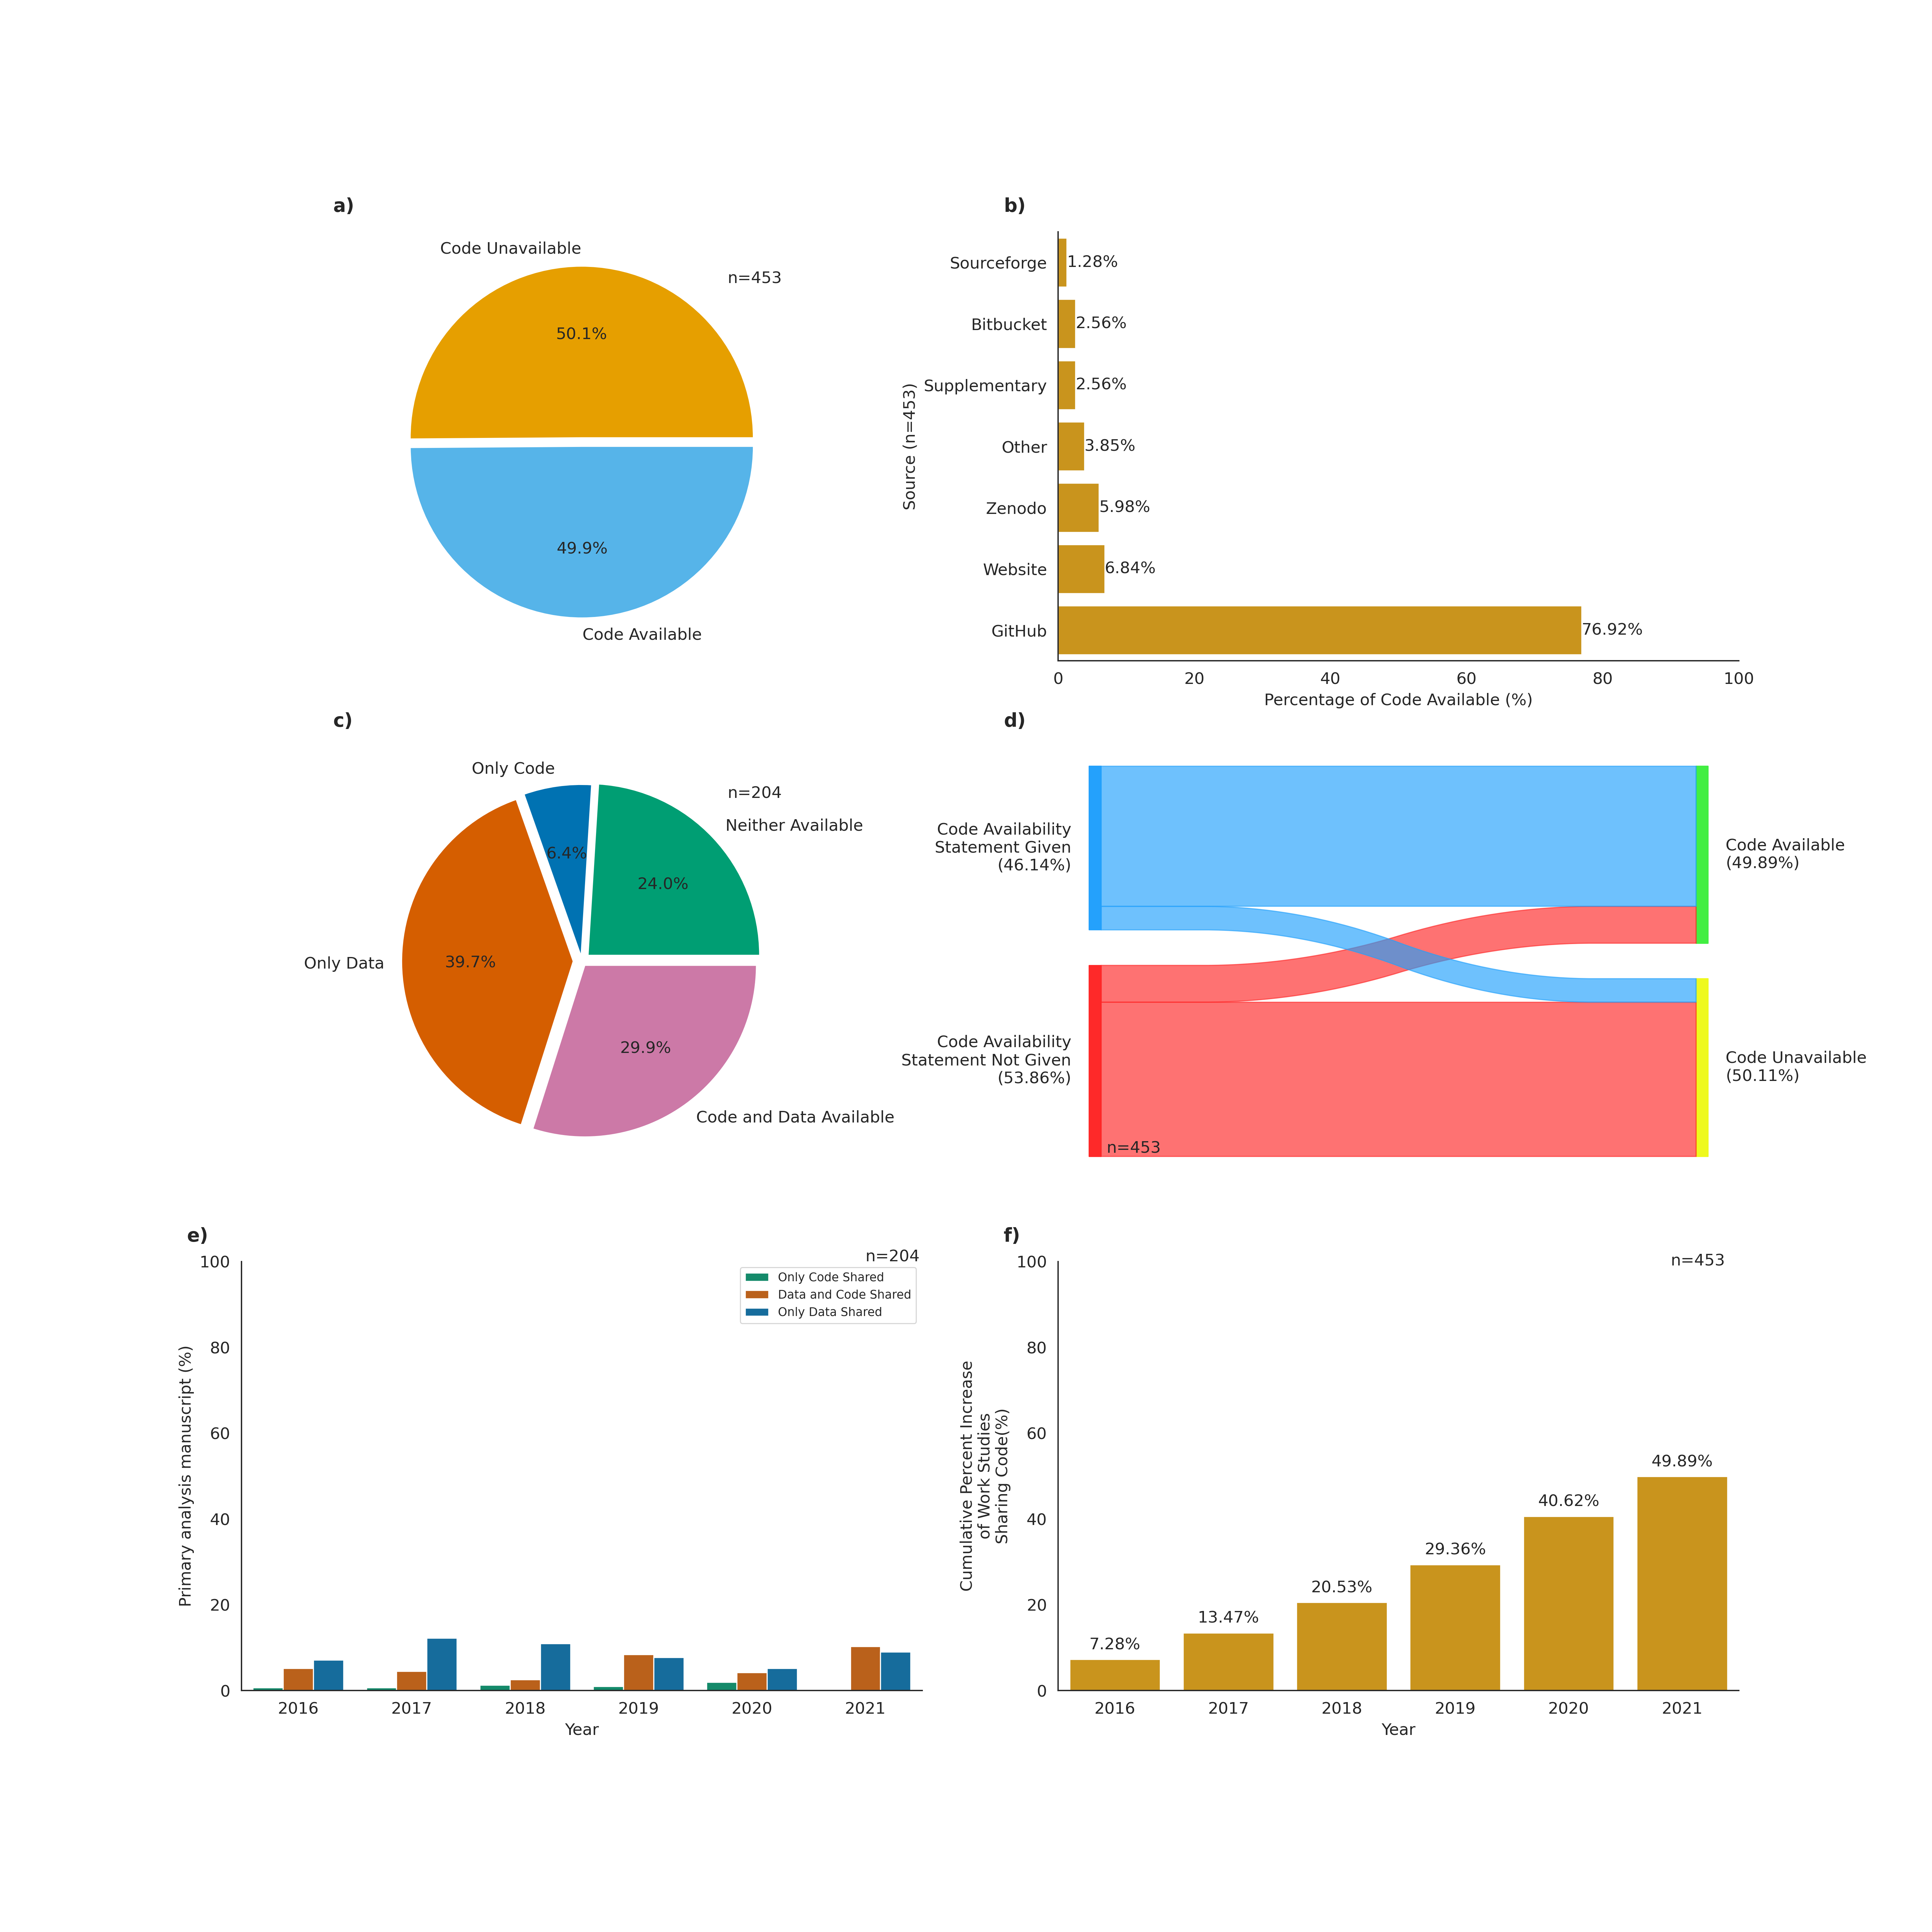 a)
Code Unavailable
n=453
50.1%
49.9%
Code Available
b)
Source (n=453)
Sourceforge
1.28%
Bitbucket
2.56%
Supplementary
2.56%
Other
3.85%
Zenodo
5.98%
Website
6.84%
GitHub
76.92%
0 20 40 60 80 100
Percentage of Code Available (%)
c)
Only Code
n=204
Neither Available
6.4%
24.0%
Only Data
39.7%
29.9%
Code and Data Available
d)
Code Availability
Statement Given
(46.14%)
Code Available
(49.89%)
Code Availability
Statement Not Given
(53.86%)
Code Unavailable
(50.11%)
n=453
e)
n=204
Only Code Shared
Data and Code Shared
Only Data Shared
Primary analysis manuscript (%)
100
80
60
40
20
0
2016 2017 2018 2019 2020 2021
Year
f)
n=453
Cumulative Percent Increase
of Work Studies
Sharing Code(%)
100
80
60
40
20
0
7.28%
13.47%
20.53%
29.36%
40.62%
49.89%
2016 2017 2018 2019 2020 2021
Year